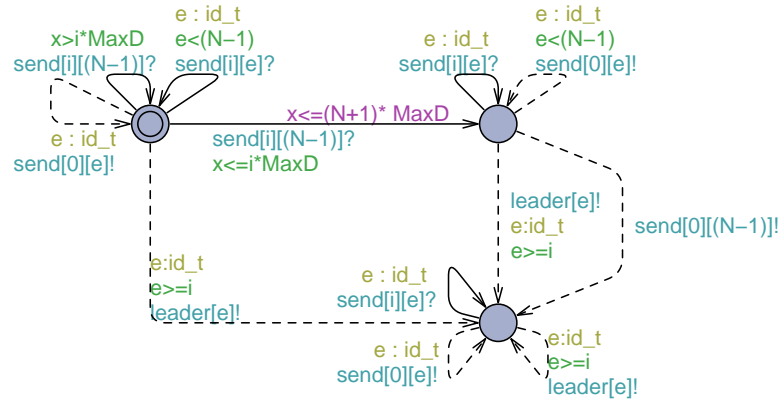 x>i*MaxD
send[i][(N−1)]?
e : id_t
e<(N−1)
send[i][e]?
e : id_t
send[i][e]?
e : id_t
e<(N−1)
send[0][e]!
x<=(N+1)* MaxD
send[i][(N−1)]?
x<=i*MaxD
e : id_t
send[0][e]!
leader[e]!
e:id_t
e>=i
send[0][(N−1)]!
e:id_t
e>=i
leader[e]!
e : id_t
send[i][e]?
e : id_t
send[0][e]!
e:id_t
e>=i
leader[e]!